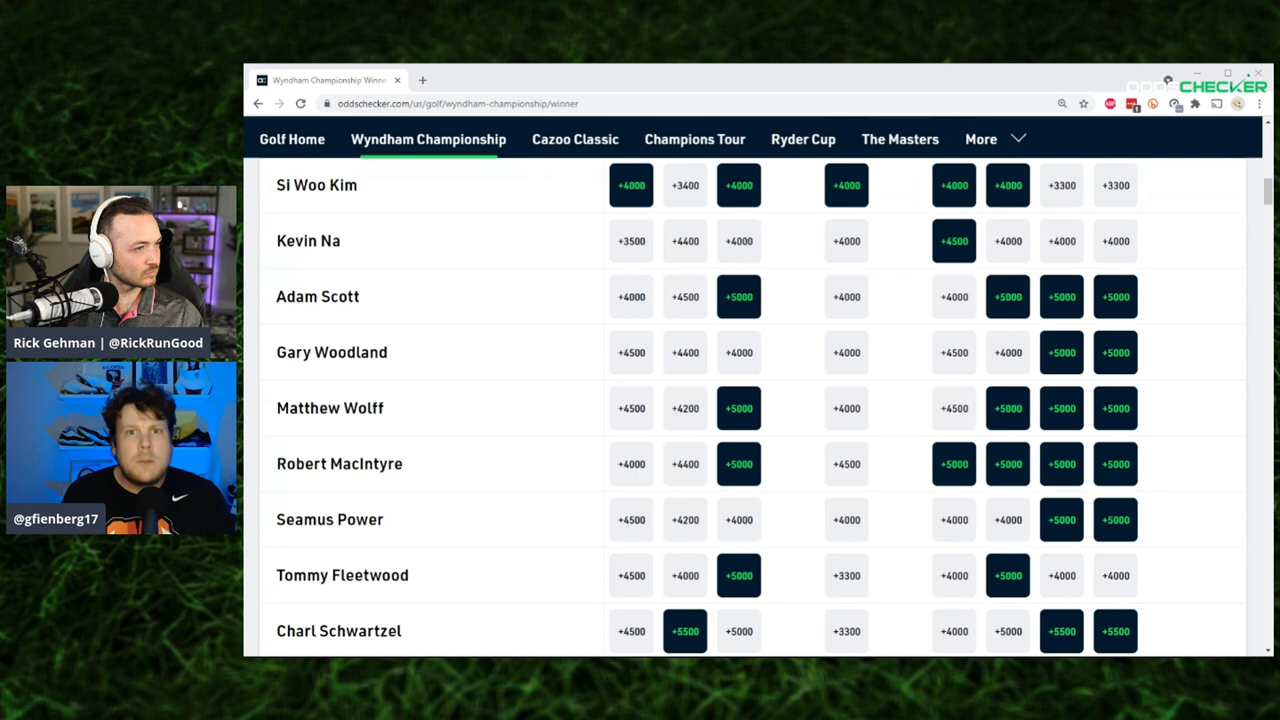 Wyndham Championship Winne
ODDSCHECKER
oddschecker.com/us/golf/wyndham-championship/winner
Golf Home Wyndham Championship Cazoo Classic Champions Tour Ryder Cup The Masters More
Si Woo Kim +4000 +3400 +4000 +4000 +4000 +4000 +3300 +3300
Kevin Na +3500 +4400 +4000 +4000 +4500 +4000 +4000 +4000
Adam Scott +4000 +4500 +5000 +4000 +4000 +5000 +5000 +5000
Gary Woodland +4500 +4400 +4000 +4000 +4500 +4000 +5000 +5000
Matthew Wolff +4500 +4200 +5000 +4000 +4500 +5000 +5000 +5000
Robert MacIntyre +4000 +4400 +5000 +4500 +5000 +5000 +5000 +5000
Seamus Power +4500 +4200 +4000 +4000 +4000 +4000 +5000 +5000
Tommy Fleetwood +4500 +4000 +5000 +3300 +4000 +5000 +4000 +4000
Charl Schwartzel +4500 +5500 +5000 +3300 +4000 +5000 +5500 +5500
Rick Gehman | @RickRunGood
@gfienberg17